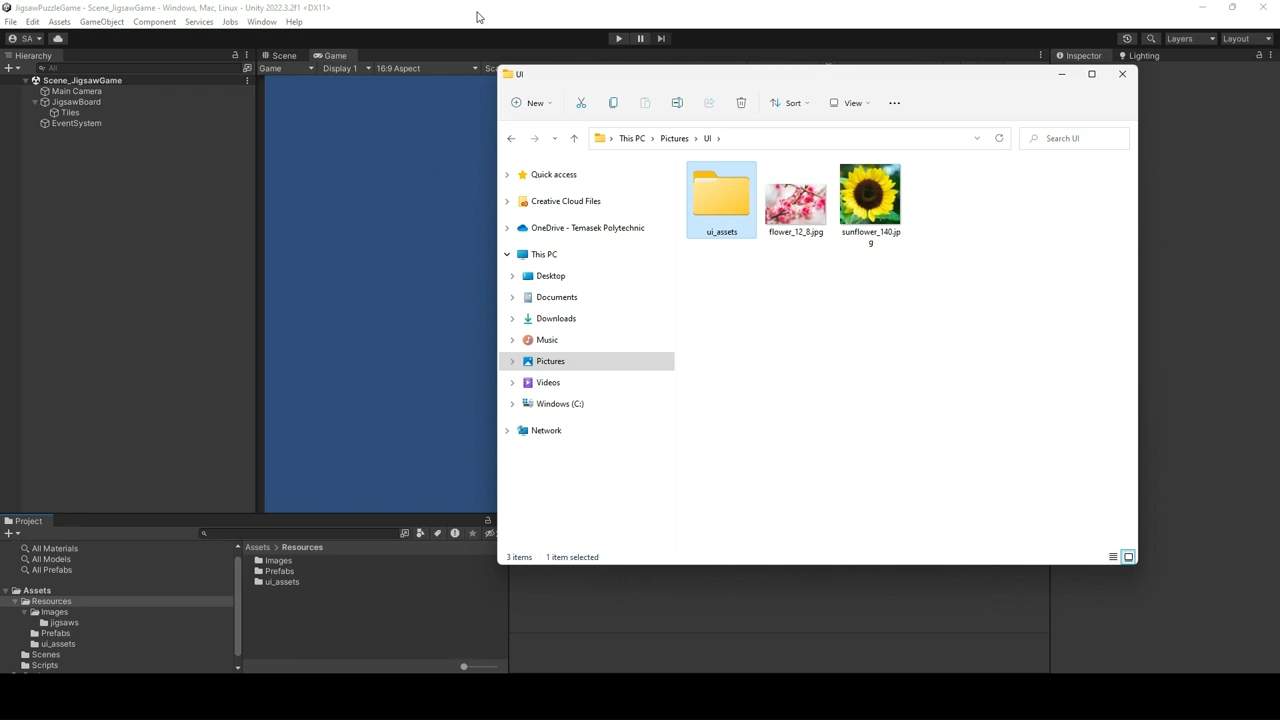 JigsawPuzzleGame - Scene_JigsawGame - Windows, Mac, Linux - Unity 2022.3.2f1 <DX11>
File Edit Assets GameObject Component Services Jobs Window Help
SA Layers Layout
Hierarchy Scene Game Inspector Lighting
All Game Display 1 16:9 Aspect Sca
Scene_JigsawGame
Main Camera
JigsawBoard
Tiles
EventSystem
UI
New Sort View
This PC Pictures UI Search UI
Quick access
Creative Cloud Files
OneDrive - Temasek Polytechnic
This PC
Desktop
Documents
Downloads
Music
Pictures
Videos
Windows (C:)
Network
ui_assets flower_12_8.jpg sunflower_140.jp
g
3 items 1 item selected
Project
All Materials
All Models
All Prefabs
Assets
Resources
Images
jigsaws
Prefabs
ui_assets
Scenes
Scripts
Assets > Resources
Images
Prefabs
ui_assets